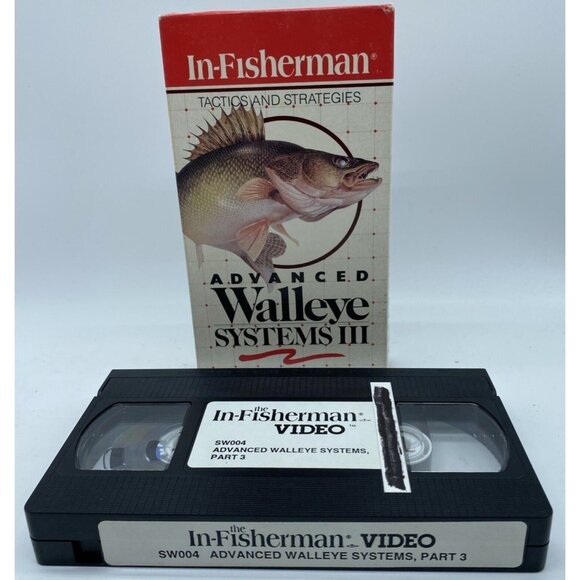 In-Fisherman®
TACTICS AND STRATEGIES
ADVANCED
Walleye
SYSTEMS III
the
In-Fisherman
VIDEO™
SW004
ADVANCED WALLEYE SYSTEMS,
PART 3
the
In-Fisherman VIDEO
SW004 ADVANCED WALLEYE SYSTEMS, PART 3